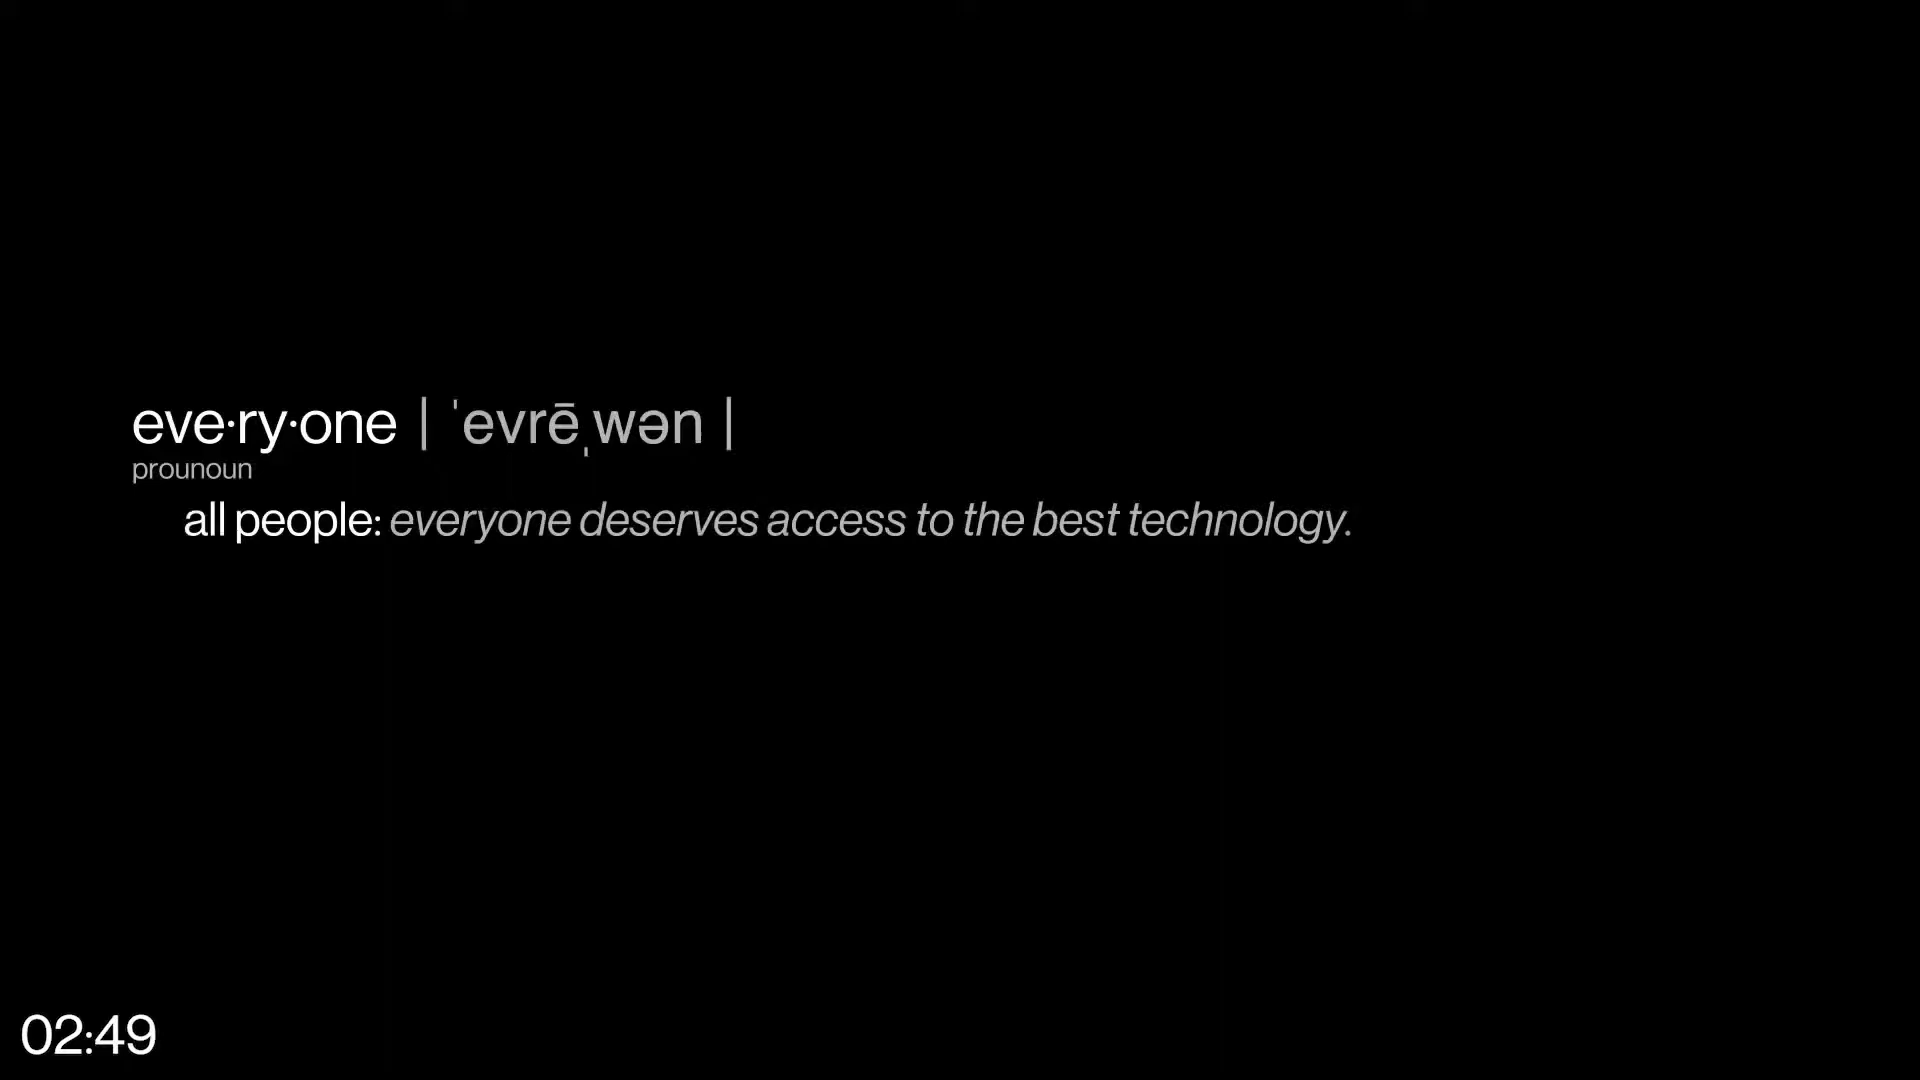 eve·ry·one | ˈevrēˌwən |
prounoun
all people: everyone deserves access to the best technology.
02:49